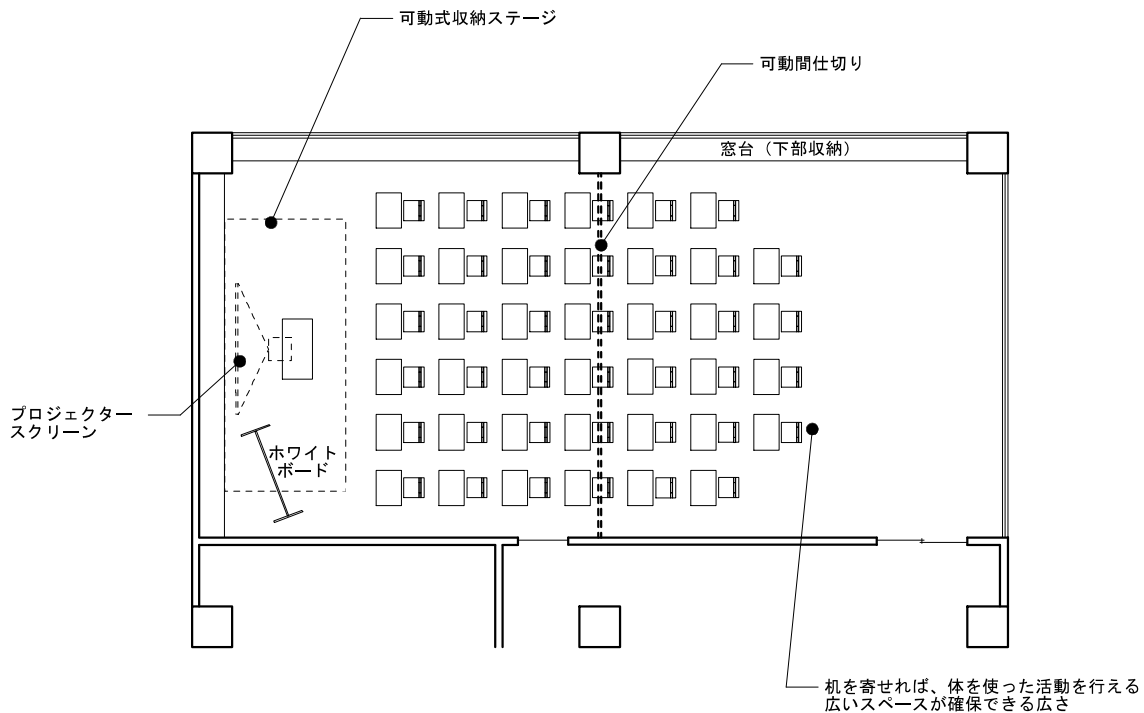 可動式収納ステージ
可動間仕切り
窓台（下部収納）
プロジェクター
スクリーン
ホワイト
ボード
机を寄せれば、体を使った活動を行える
広いスペースが確保できる広さ